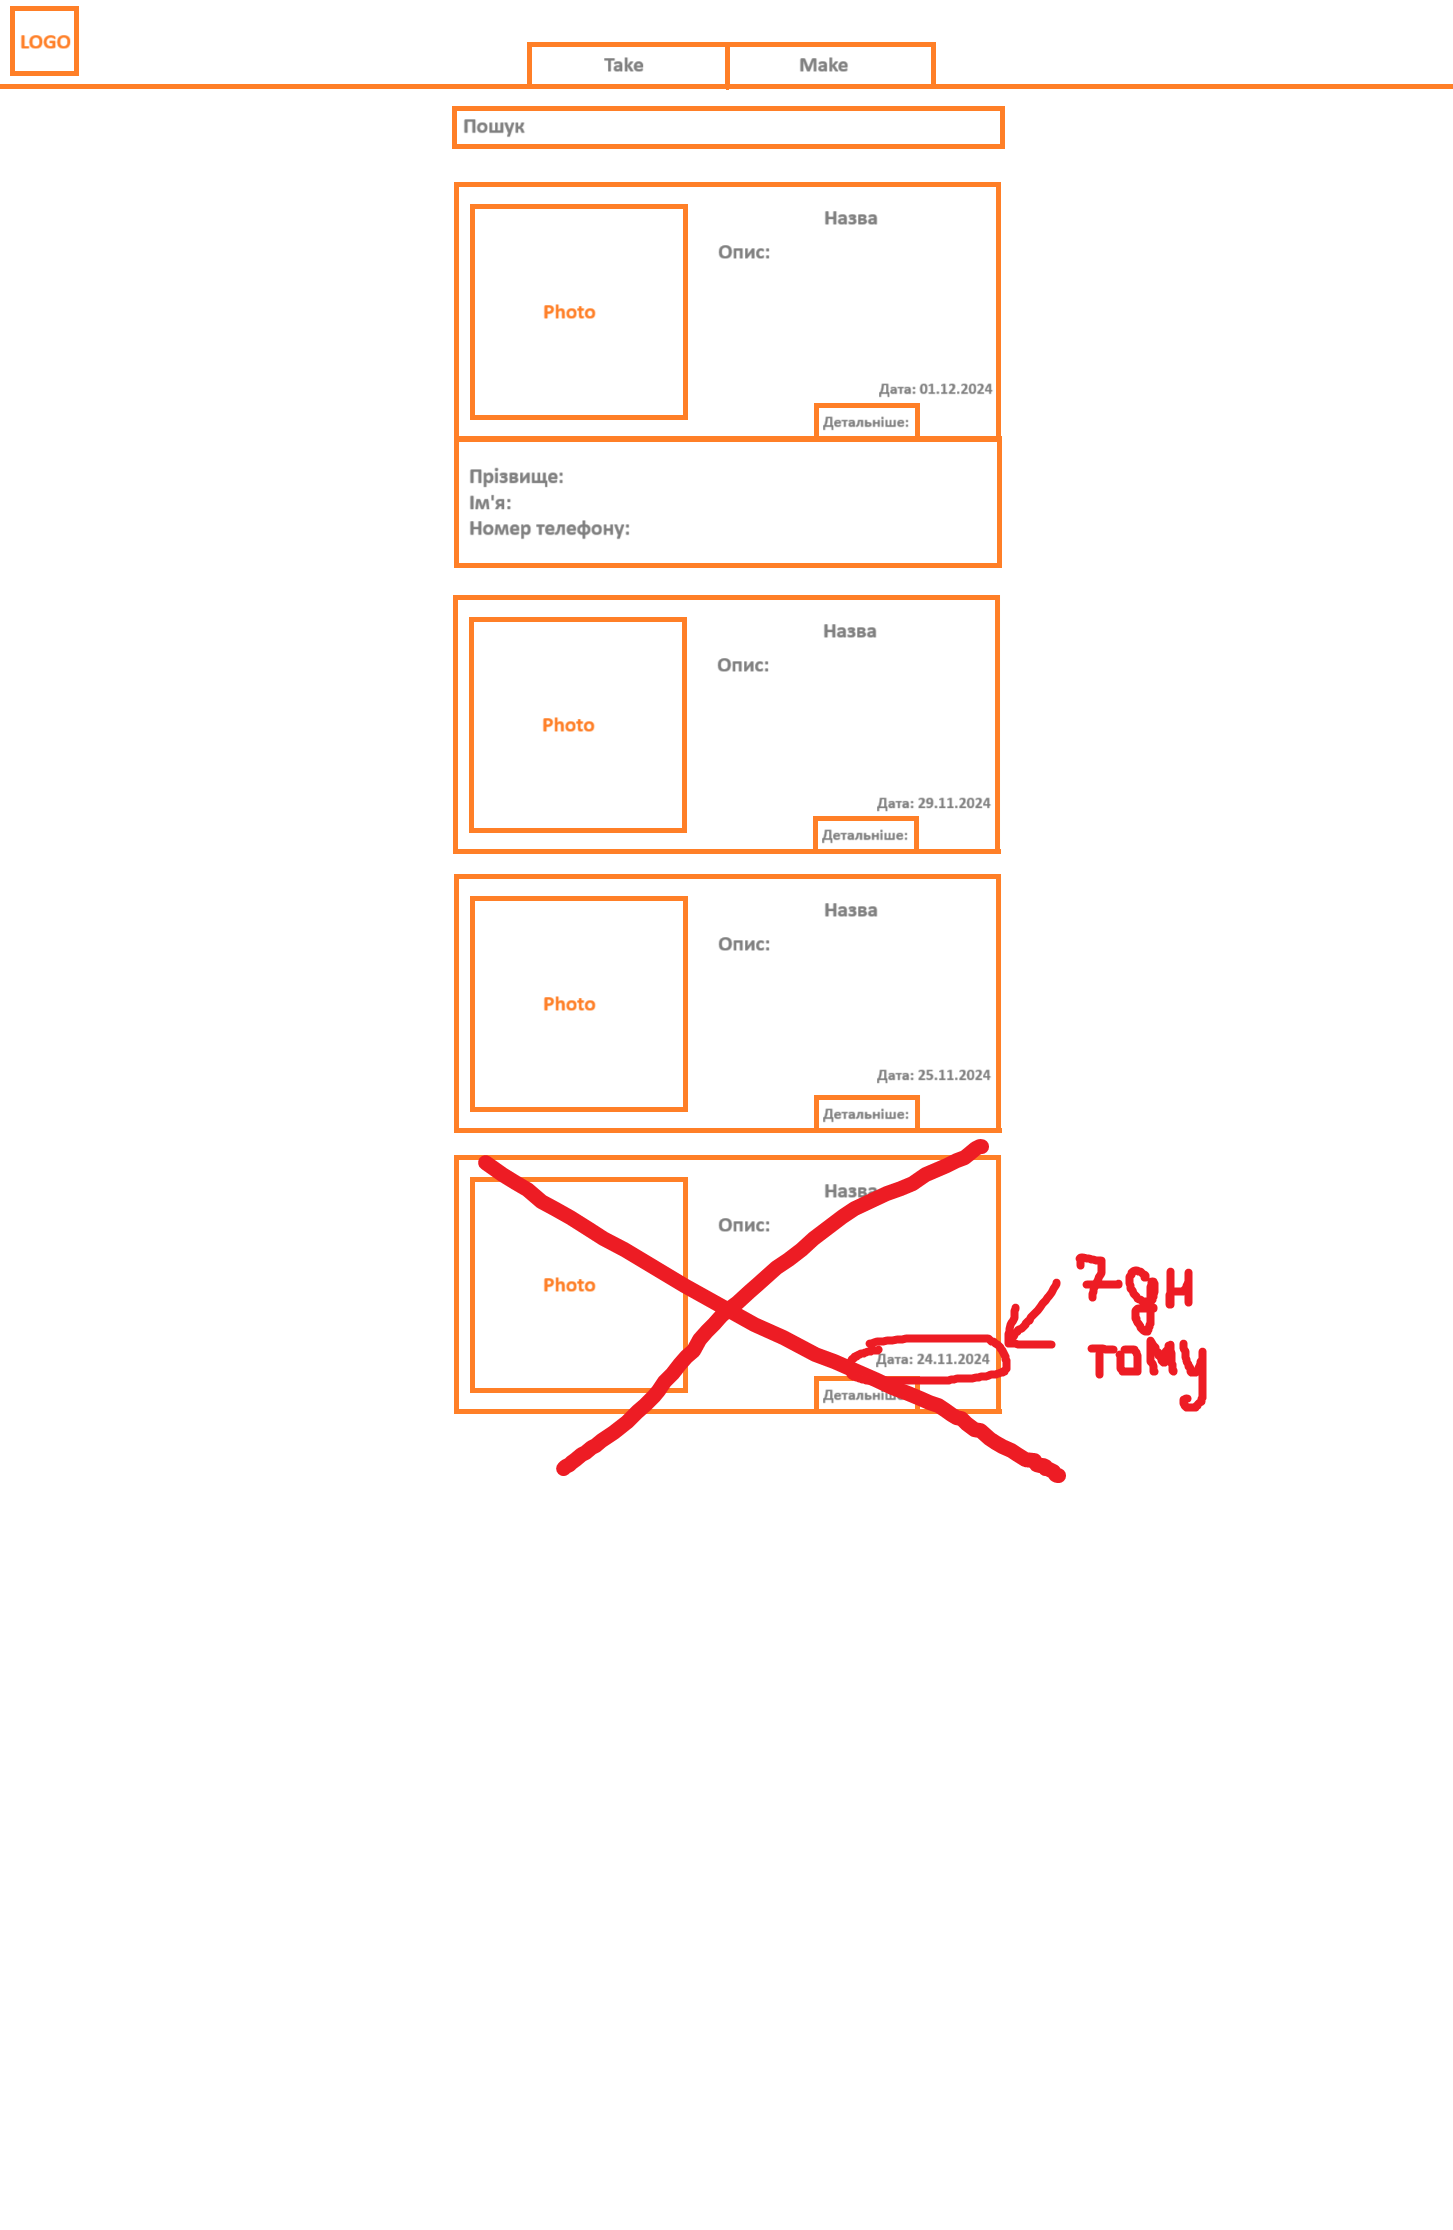 LOGO
Take
Make
Пошук
Назва
Опис:
Photo
Дата: 01.12.2024
Детальніше:
Прізвище:
Ім'я:
Номер телефону:
Назва
Опис:
Photo
Дата: 29.11.2024
Детальніше:
Назва
Опис:
Photo
Дата: 25.11.2024
Детальніше:
Назва
Опис:
Photo
Дата: 24.11.2024
Детальніше:
7 дн
тому